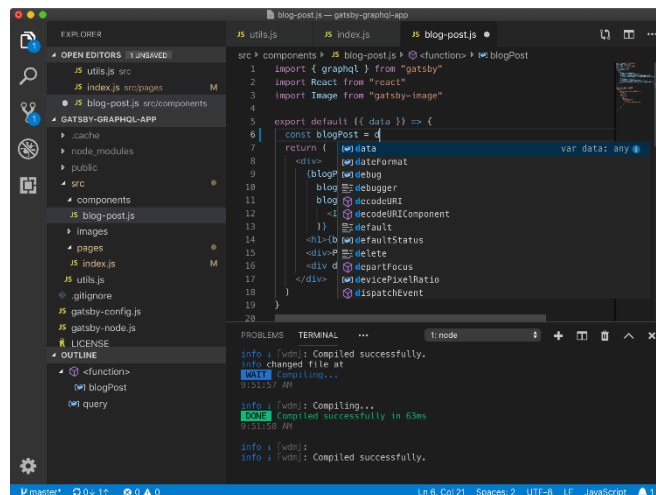 blog-post.js — gatsby-graphql-app
EXPLORER
OPEN EDITORS 1 UNSAVED
JS utils.js src
JS index.js src/pages M
JS blog-post.js src/components
GATSBY-GRAPHQL-APP
.cache
node_modules
public
src
components
JS blog-post.js
images
pages
JS index.js M
JS utils.js
.gitignore
JS gatsby-config.js
JS gatsby-node.js
LICENSE
OUTLINE
<function>
blogPost
query
JS utils.js JS index.js JS blog-post.js
src components JS blog-post.js <function> blogPost
1 import { graphql } from "gatsby"
2 import React from "react"
3 import Image from "gatsby-image"
4
5 export default ({ data }) => {
6 const blogPost = d
7 return (
8 <div>
9 {blogP
10 blog
11 blog
12 <I
13 )}
14 <h1>{b
15 <div>P
16 <div d
17 </div>
18 )
19 }
20
data var data: any
dateFormat
debug
debugger
decodeURI
decodeURIComponent
default
defaultStatus
delete
departFocus
devicePixelRatio
dispatchEvent
PROBLEMS TERMINAL ••• 1: node
info i [wdm]: Compiled successfully.
info changed file at
WAIT Compiling...
9:51:57 AM
info i [wdm]: Compiling...
DONE Compiled successfully in 63ms
9:51:58 AM
info i [wdm]:
info i [wdm]: Compiled successfully.
master* 0↓ 1↑ 0 0 Ln 6, Col 21 Spaces: 2 UTF-8 LF JavaScript 1